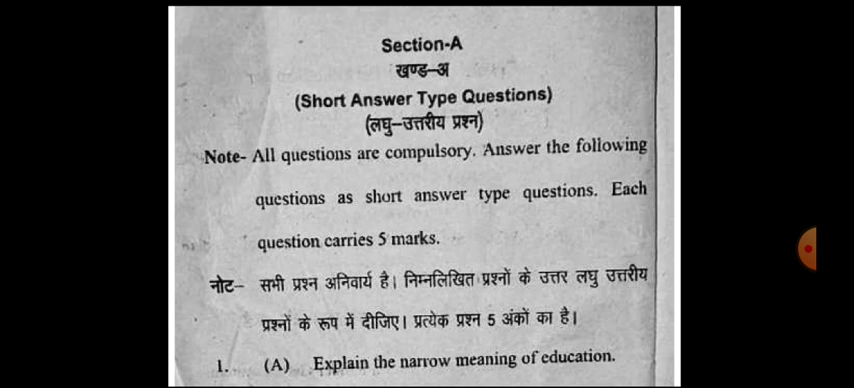 Section-A
खण्ड-अ
(Short Answer Type Questions)
(लघु-उत्तरीय प्रश्न)
Note- All questions are compulsory. Answer the following
questions as short answer type questions. Each
question carries 5 marks.
नोट- सभी प्रश्न अनिवार्य है। निम्नलिखित प्रश्नों के उत्तर लघु उत्तरीय
प्रश्नों के रूप में दीजिए। प्रत्येक प्रश्न 5 अंकों का है।
1. (A) Explain the narrow meaning of education.